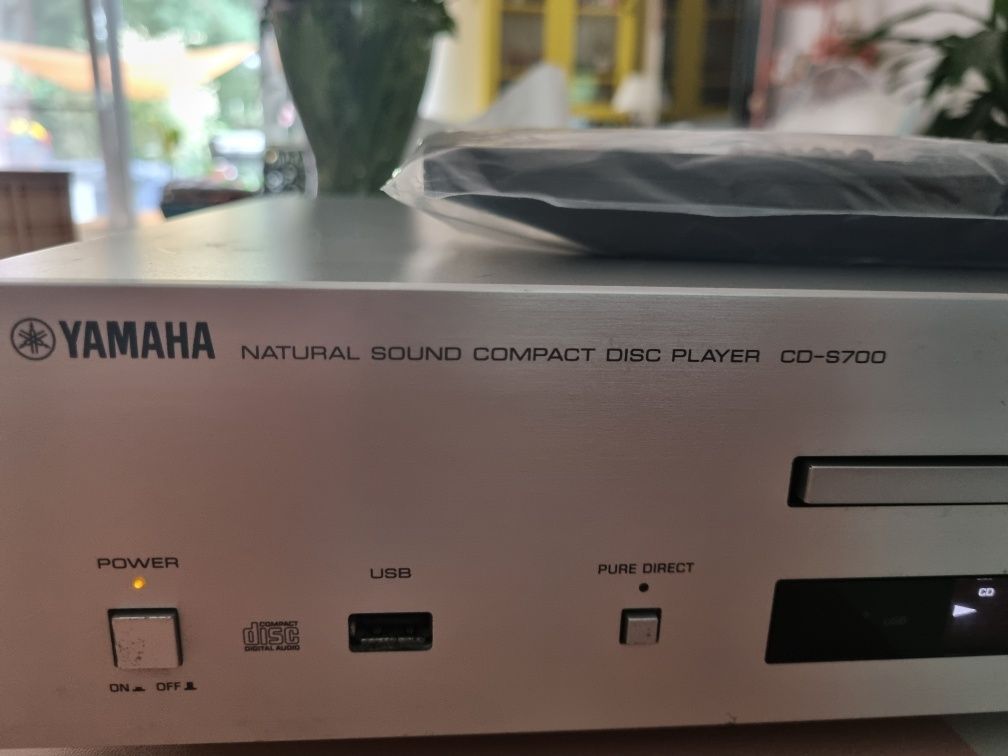 YAMAHA NATURAL SOUND COMPACT DISC PLAYER CD-S700
POWER
USB
PURE DIRECT
CD
USB
COMPACT
disc
DIGITAL AUDIO
ON OFF